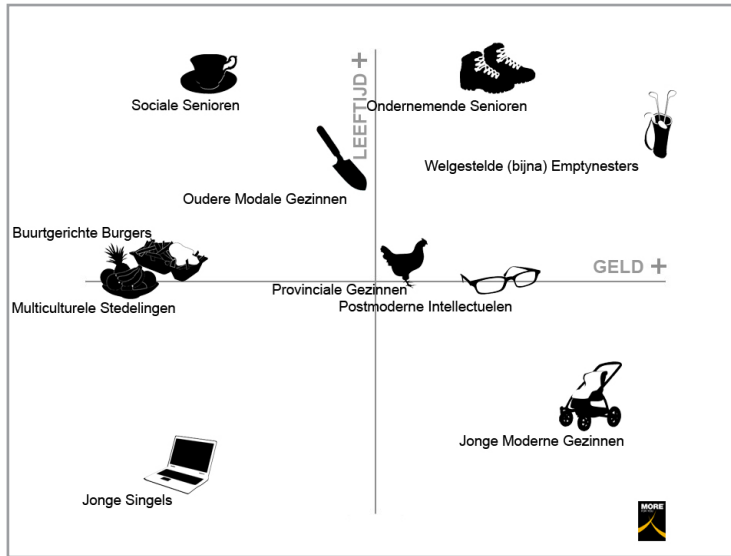 LEEFTIJD +
Sociale Senioren
Ondernemende Senioren
Welgestelde (bijna) Emptynesters
Oudere Modale Gezinnen
Buurtgerichte Burgers
GELD +
Provinciale Gezinnen
Multiculturele Stedelingen
Postmoderne Intellectuelen
Jonge Moderne Gezinnen
Jonge Singels
MORE